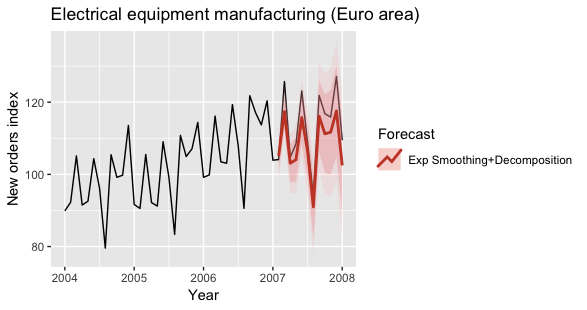 Electrical equipment manufacturing (Euro area)
New orders index
120
100
80
2004
2005
2006
2007
2008
Year
Forecast
Exp Smoothing+Decomposition